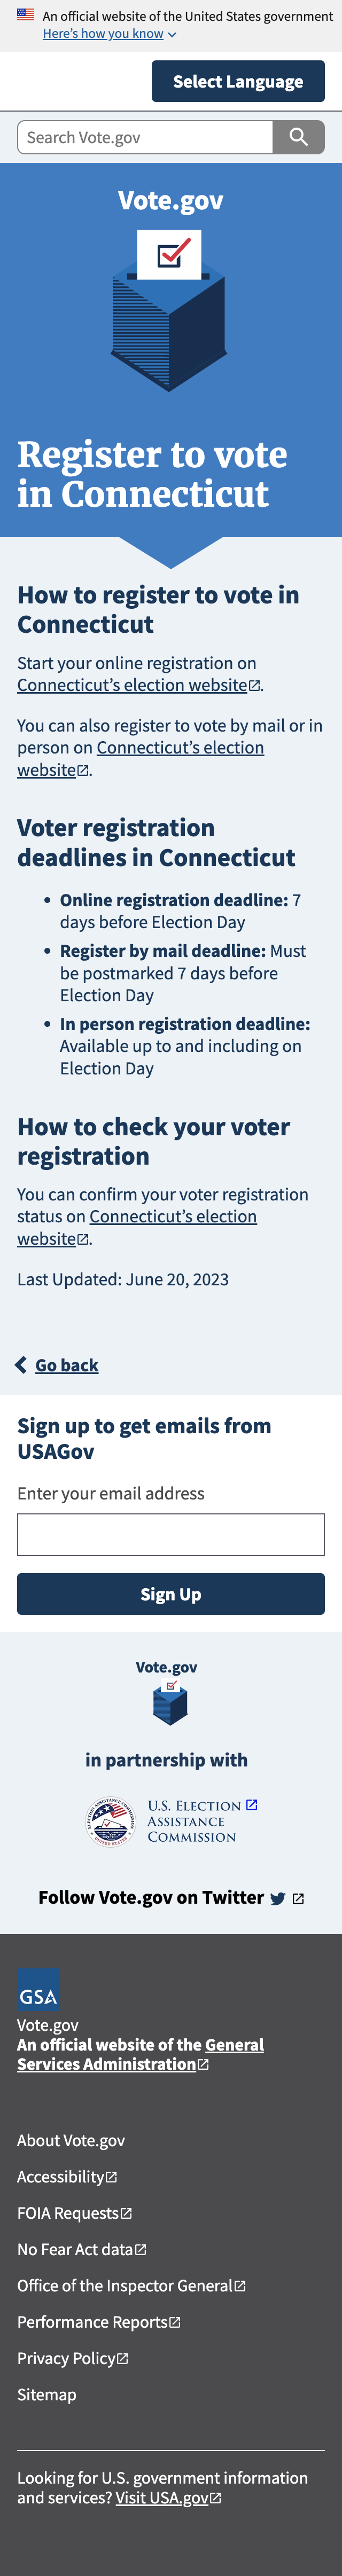 An official website of the United States government
Here’s how you know
Select Language
Search Vote.gov
Vote.gov
Register to vote
in Connecticut
How to register to vote in
Connecticut
Start your online registration on
Connecticut’s election website.
You can also register to vote by mail or in
person on Connecticut’s election
website.
Voter registration
deadlines in Connecticut
• Online registration deadline: 7
days before Election Day
• Register by mail deadline: Must
be postmarked 7 days before
Election Day
• In person registration deadline:
Available up to and including on
Election Day
How to check your voter
registration
You can confirm your voter registration
status on Connecticut’s election
website.
Last Updated: June 20, 2023
Go back
Sign up to get emails from
USAGov
Enter your email address
Sign Up
Vote.gov
in partnership with
U.S. Election
Assistance
Commission
Follow Vote.gov on Twitter
GSA
Vote.gov
An official website of the General
Services Administration
About Vote.gov
Accessibility
FOIA Requests
No Fear Act data
Office of the Inspector General
Performance Reports
Privacy Policy
Sitemap
Looking for U.S. government information
and services? Visit USA.gov